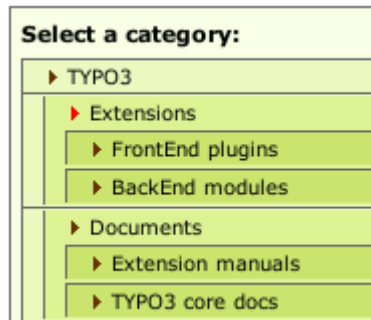 Select a category:
TYPO3
Extensions
FrontEnd plugins
BackEnd modules
Documents
Extension manuals
TYPO3 core docs